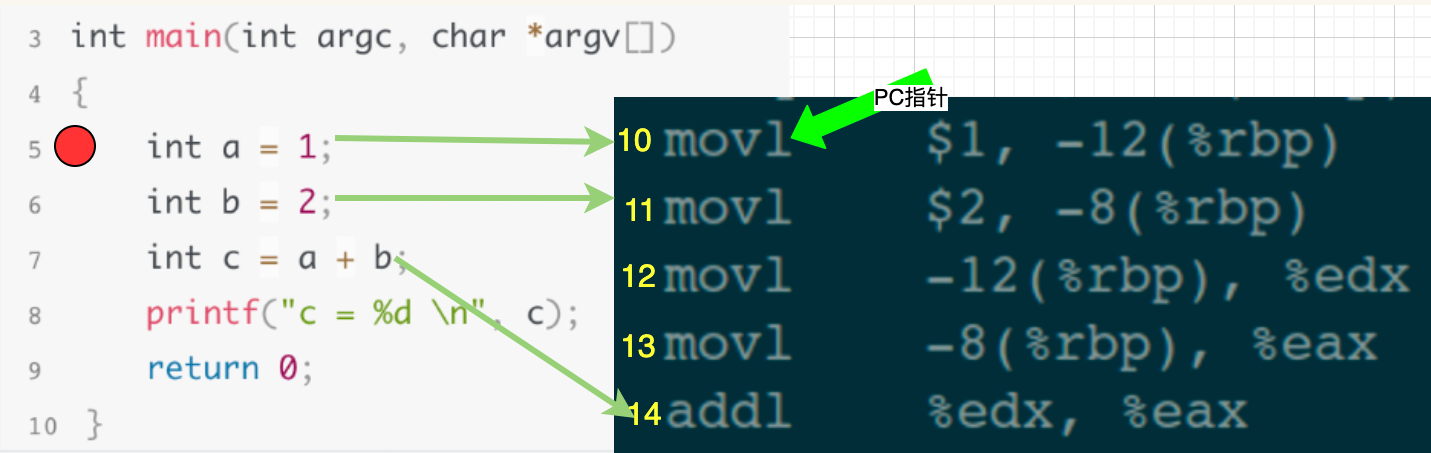 3 int main(int argc, char *argv[])
4 {
5 int a = 1;
6 int b = 2;
7 int c = a + b;
8 printf("c = %d \n", c);
9 return 0;
10 }
PC指针
10 movl $1, -12(%rbp)
11 movl $2, -8(%rbp)
12 movl -12(%rbp), %edx
13 movl -8(%rbp), %eax
14 addl %edx, %eax